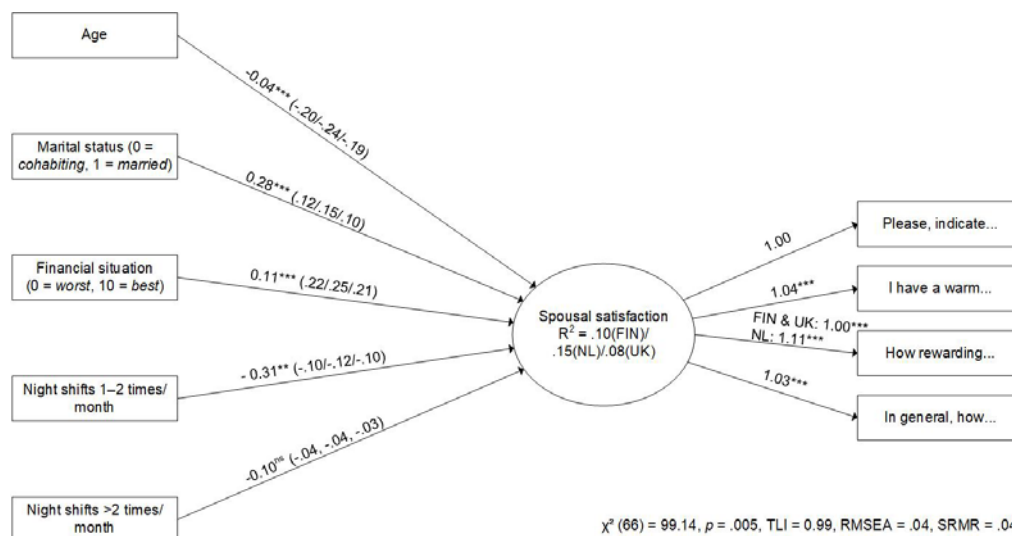 Age
-0.04*** (-.20/-.24/-.19)
Marital status (0 =
cohabiting, 1 = married)
0.28*** (.12/.15/.10)
Financial situation
(0 = worst, 10 = best)
0.11*** (.22/.25/.21)
Night shifts 1–2 times/
month
- 0.31** (-.10/-.12/-.10)
Night shifts >2 times/
month
-0.10ns (-.04, -.04, -.03)
Spousal satisfaction
R² = .10(FIN)/
.15(NL)/.08(UK)
1.00
Please, indicate...
1.04***
I have a warm...
FIN & UK: 1.00***
NL: 1.11***
How rewarding...
1.03***
In general, how...
χ² (66) = 99.14, p = .005, TLI = 0.99, RMSEA = .04, SRMR = .04